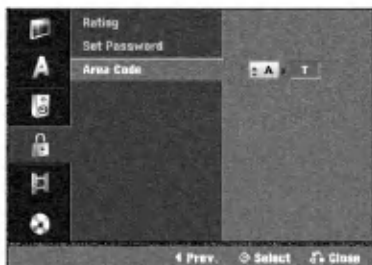 Rating
Set Password
Area Code
A T
A
Prev. Select Close